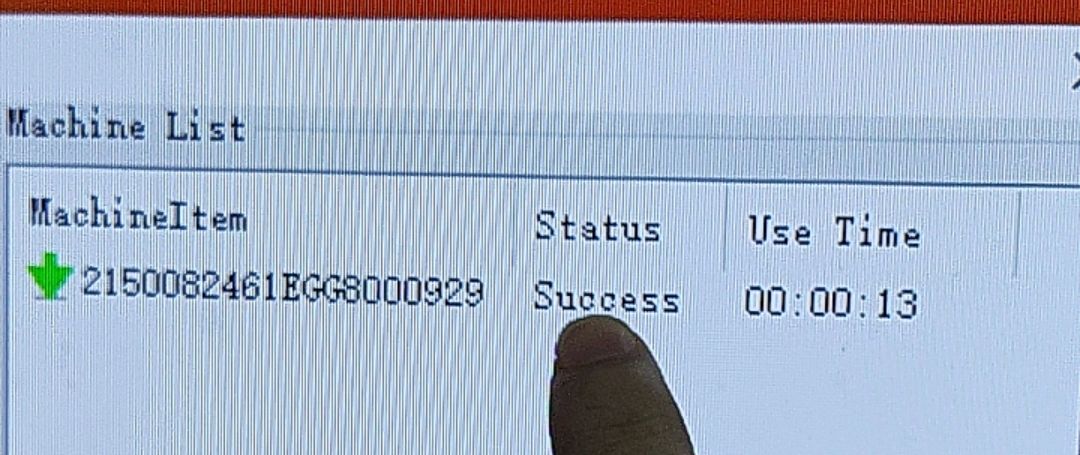 Machine List
MachineItem Status Use Time
2150082461EGG8000929 Success 00:00:13